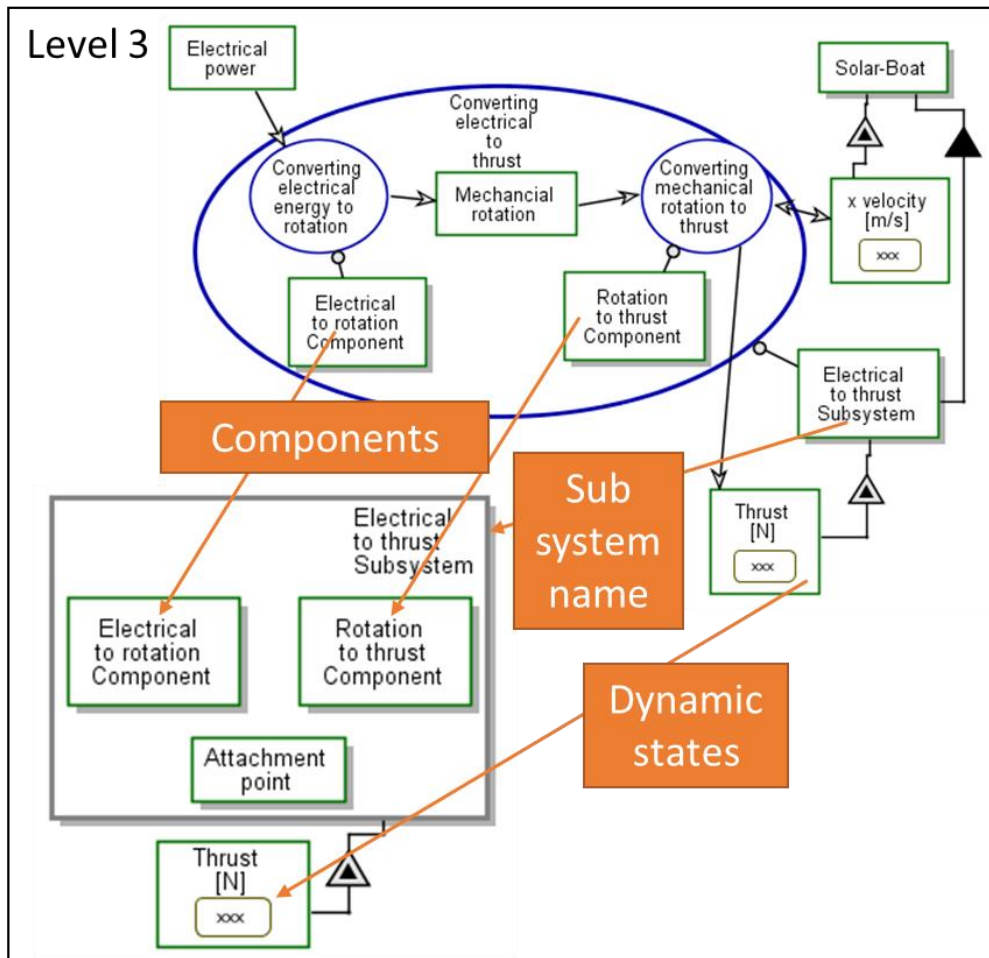 Level 3
Electrical
power
Solar-Boat
Converting
electrical
to
thrust
Converting
electrical
energy to
rotation
Mechancial
rotation
Converting
mechanical
rotation to
thrust
x velocity
[m/s]
xxx
Electrical
to rotation
Component
Rotation
to thrust
Component
Electrical
to thrust
Subsystem
Components
Sub
system
name
Thrust
[N]
xxx
Electrical
to thrust
Subsystem
Electrical
to rotation
Component
Rotation
to thrust
Component
Dynamic
states
Attachment
point
Thrust
[N]
xxx